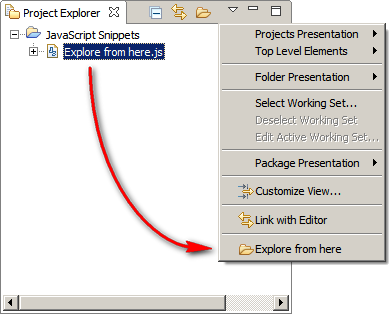 Project Explorer
JavaScript Snippets
Explore from here.js
Projects Presentation
Top Level Elements
Folder Presentation
Select Working Set...
Deselect Working Set
Edit Active Working Set...
Package Presentation
Customize View...
Link with Editor
Explore from here